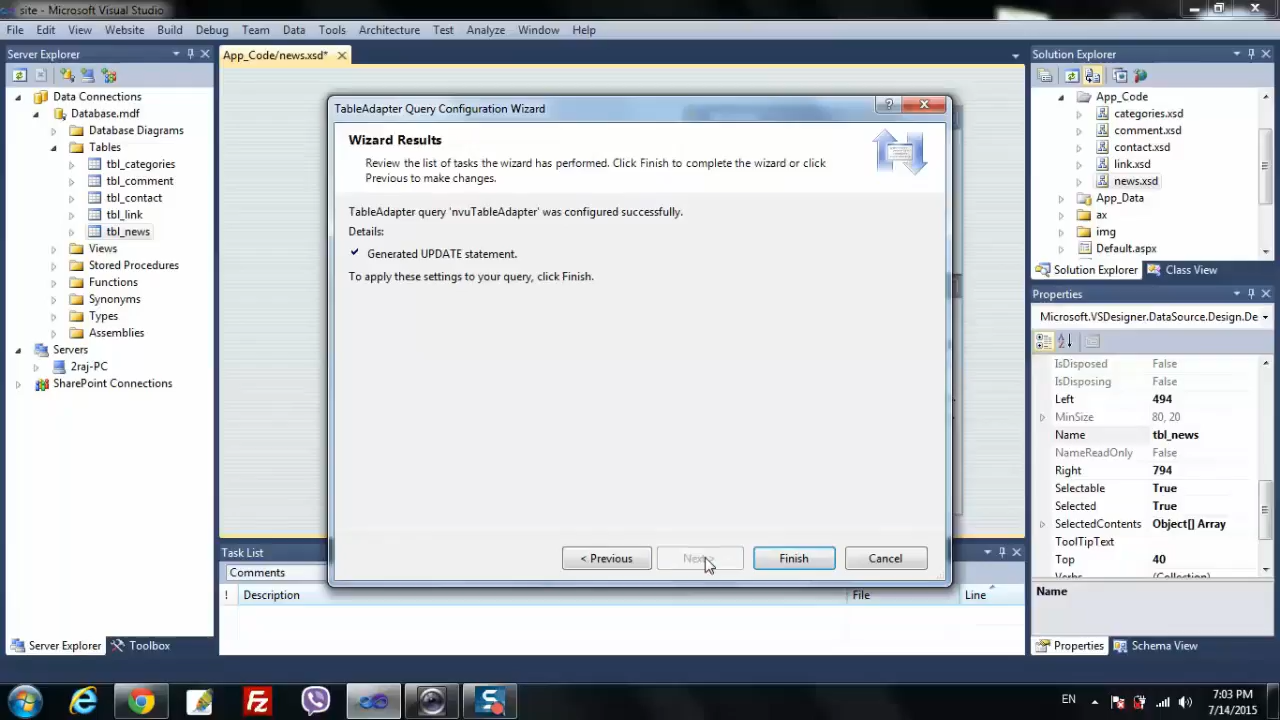 site - Microsoft Visual Studio
File Edit View Website Build Debug Team Data Tools Architecture Test Analyze Window Help
Server Explorer
Data Connections
Database.mdf
Database Diagrams
Tables
tbl_categories
tbl_comment
tbl_contact
tbl_link
tbl_news
Views
Stored Procedures
Functions
Synonyms
Types
Assemblies
Servers
2raj-PC
SharePoint Connections
Server Explorer Toolbox
App_Code/news.xsd*
TableAdapter Query Configuration Wizard
Wizard Results
Review the list of tasks the wizard has performed. Click Finish to complete the wizard or click
Previous to make changes.
TableAdapter query 'nvuTableAdapter' was configured successfully.
Details:
Generated UPDATE statement.
To apply these settings to your query, click Finish.
< Previous Next > Finish Cancel
Task List
Comments
! Description File Line
Solution Explorer
App_Code
categories.xsd
comment.xsd
contact.xsd
link.xsd
news.xsd
App_Data
ax
img
Default.aspx
Solution Explorer Class View
Properties
Microsoft.VSDesigner.DataSource.Design.De
IsDisposed False
IsDisposing False
Left 494
MinSize 80, 20
Name tbl_news
NameReadOnly False
Right 794
Selectable True
Selected True
SelectedContents Object[] Array
ToolTipText
Top 40
Verbs (Collection)
Name
Properties Schema View
EN
7:03 PM
7/14/2015